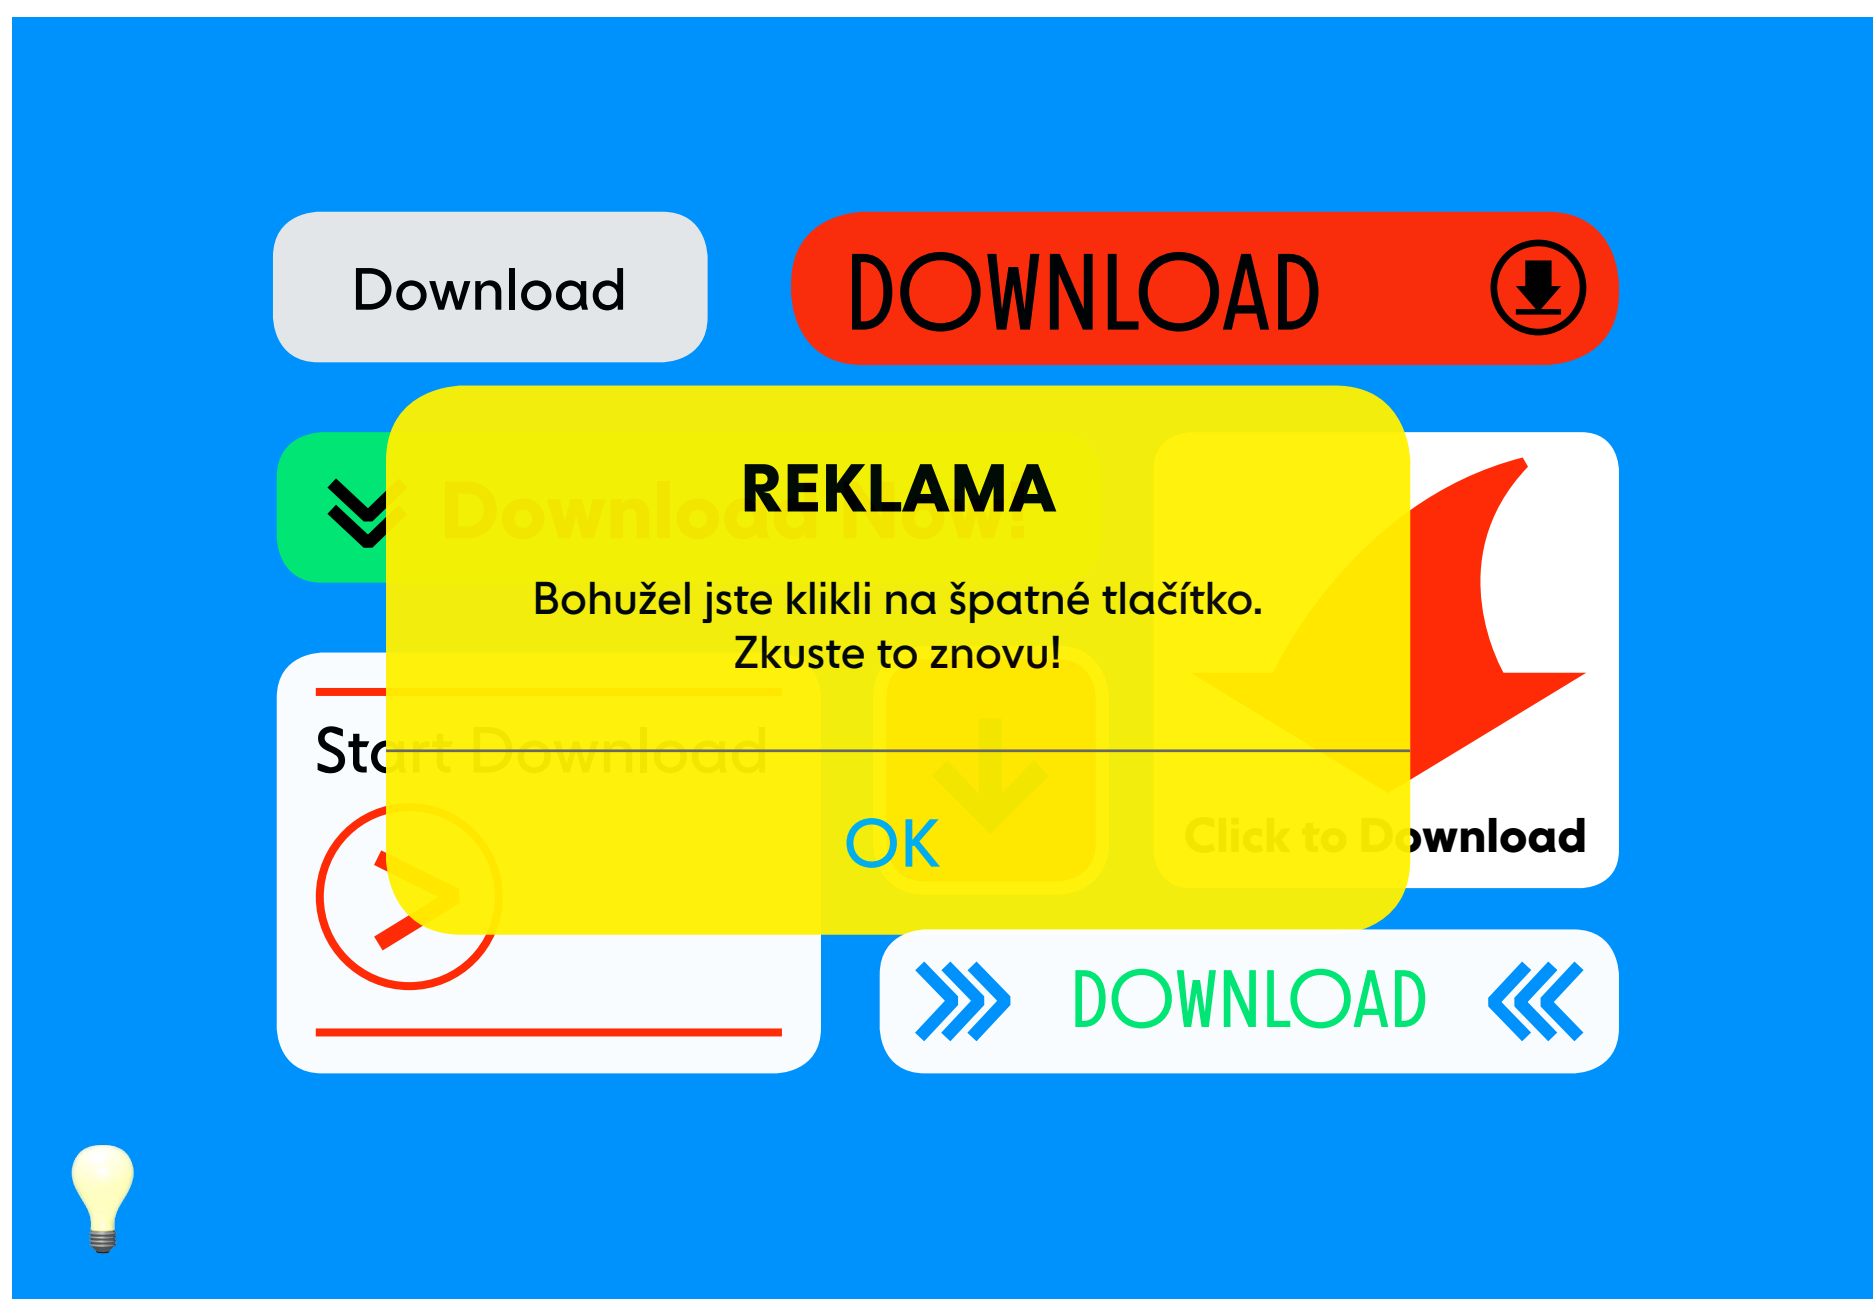 Download
DOWNLOAD
Download Now!
REKLAMA
Bohužel jste klikli na špatné tlačítko.
Zkuste to znovu!
Start Download
OK
Click to Download
DOWNLOAD